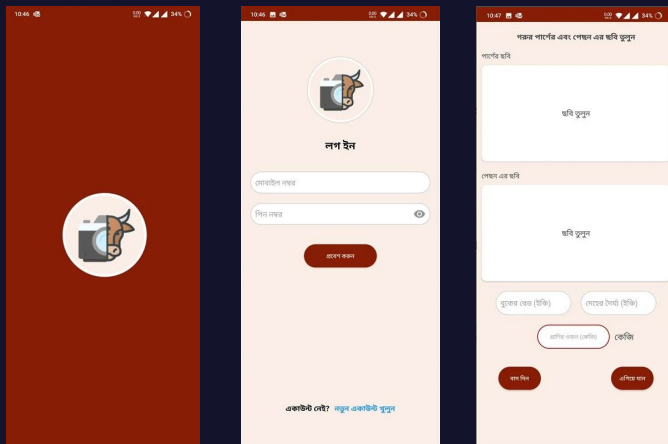 10:46
34%
10:46
34%
লগ ইন
মোবাইল নম্বর
পিন নম্বর
প্রবেশ করুন
একাউন্ট নেই? নতুন একাউন্ট খুলুন
10:47
34%
গরুর পার্শের এবং পেছন এর ছবি তুলুন
পার্শের ছবি
ছবি তুলুন
পেছন এর ছবি
ছবি তুলুন
বুকের বেড় (ইঞ্চি) দেহের দৈর্ঘ্য (ইঞ্চি)
প্রাণির ওজন (কেজি) কেজি
বাদ দিন এগিয়ে যান